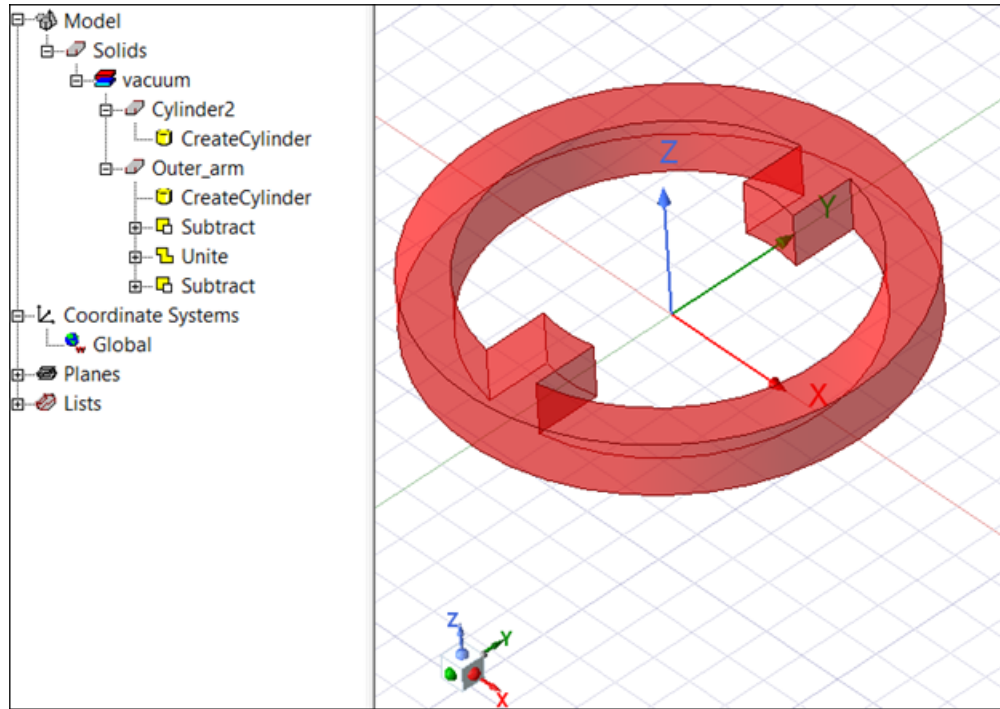 Model
Solids
vacuum
Cylinder2
CreateCylinder
Outer_arm
CreateCylinder
Subtract
Unite
Subtract
Coordinate Systems
Global
Planes
Lists
Z
Y
X
Z
Y
X